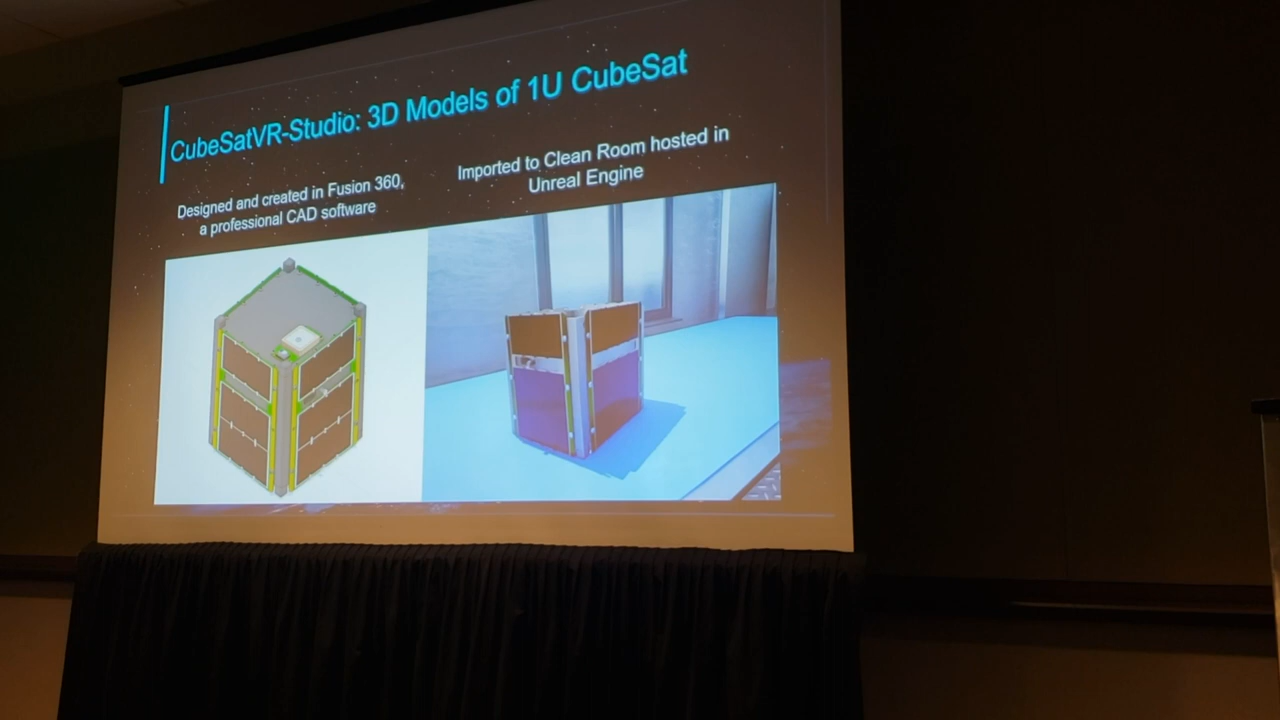 CubeSatVR-Studio: 3D Models of 1U CubeSat
Designed and created in Fusion 360,
a professional CAD software
Imported to Clean Room hosted in
Unreal Engine